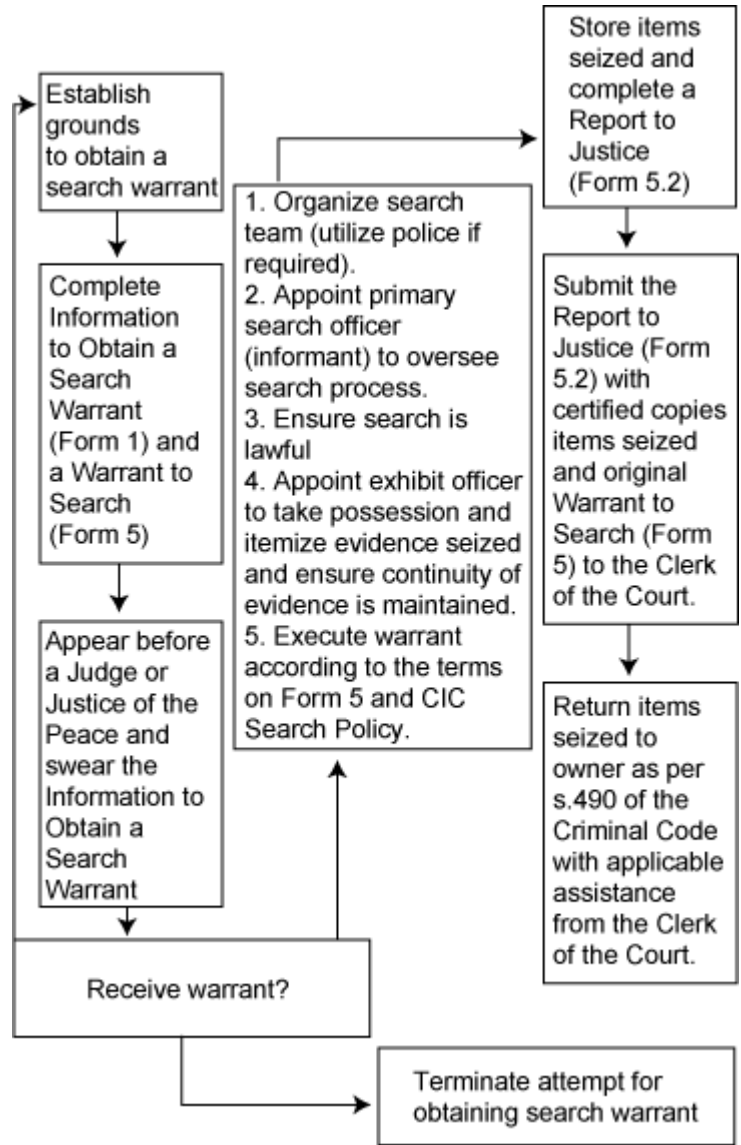 Establish
grounds
to obtain a
search warrant
Complete
Information
to Obtain a
Search
Warrant
(Form 1) and
a Warrant to
Search
(Form 5)
Appear before
a Judge or
Justice of the
Peace and
swear the
Information to
Obtain a
Search
Warrant
Receive warrant?
1. Organize search
team (utilize police if
required).
2. Appoint primary
search officer
(informant) to oversee
search process.
3. Ensure search is
lawful
4. Appoint exhibit officer
to take possession and
itemize evidence seized
and ensure continuity of
evidence is maintained.
5. Execute warrant
according to the terms
on Form 5 and CIC
Search Policy.
Store items
seized and
complete a
Report to
Justice
(Form 5.2)
Submit the
Report to
Justice (Form
5.2) with
certified copies
items seized
and original
Warrant to
Search (Form
5) to the Clerk
of the Court.
Return items
seized to
owner as per
s.490 of the
Criminal Code
with applicable
assistance
from the Clerk
of the Court.
Terminate attempt for
obtaining search warrant